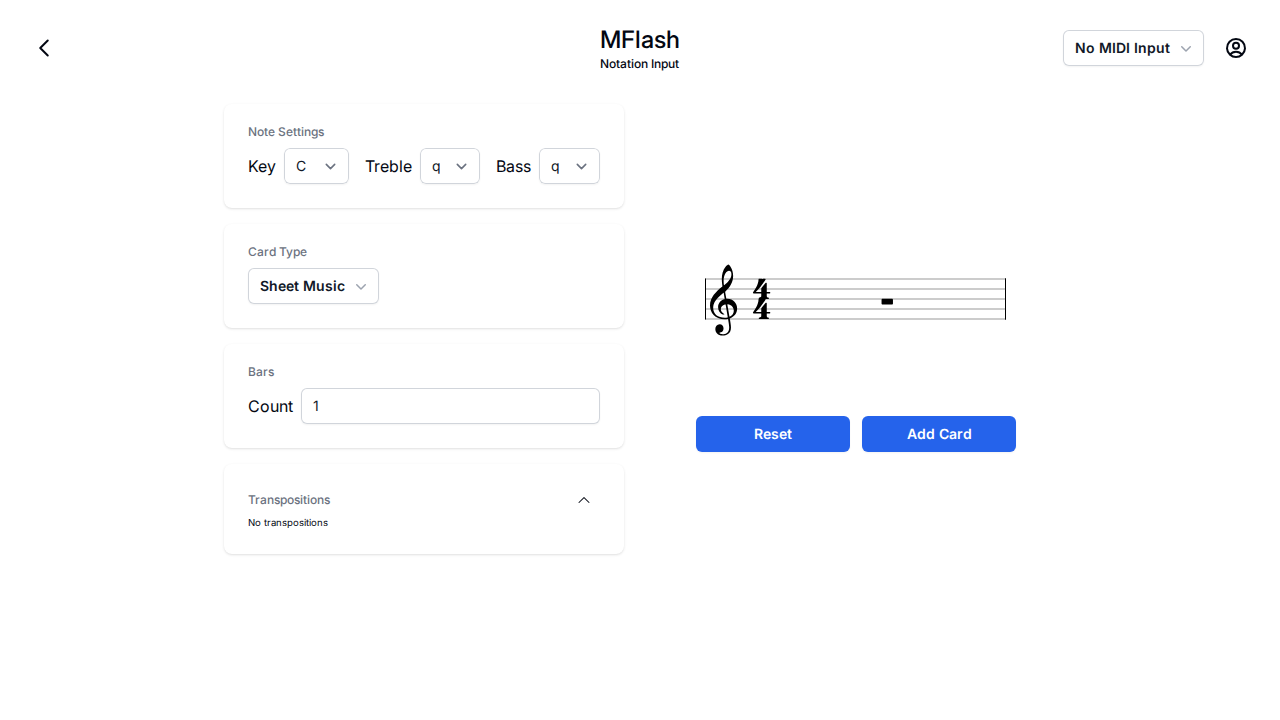 MFlash
Notation Input
No MIDI Input
Note Settings
Key C Treble q Bass q
Card Type
Sheet Music
Bars
Count 1
4
4
Reset Add Card
Transpositions
No transpositions